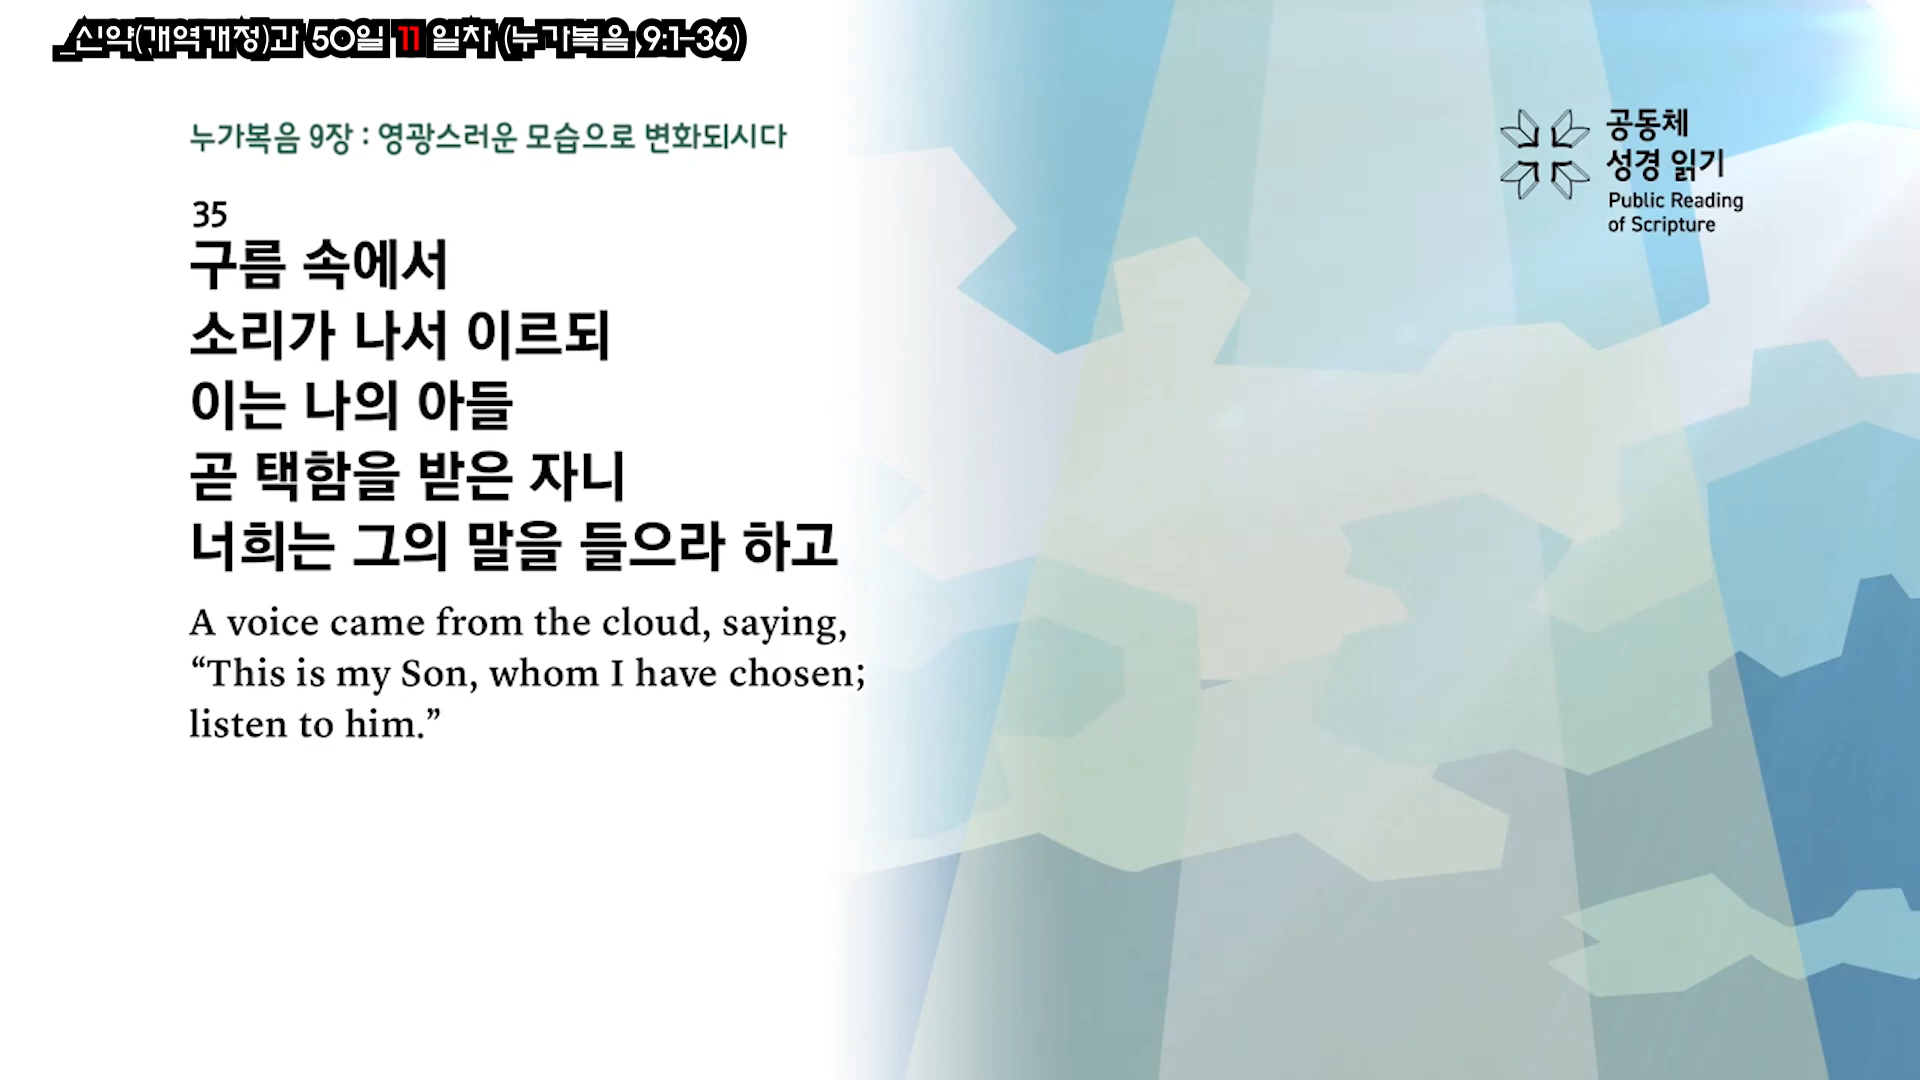 _신약(개역개정)과 50일 11 일차 (누가복음 9:1-36)
누가복음 9장 : 영광스러운 모습으로 변화되시다
공동체
성경 읽기
Public Reading
of Scripture
35
구름 속에서
소리가 나서 이르되
이는 나의 아들
곧 택함을 받은 자니
너희는 그의 말을 들으라 하고
A voice came from the cloud, saying,
“This is my Son, whom I have chosen;
listen to him.”